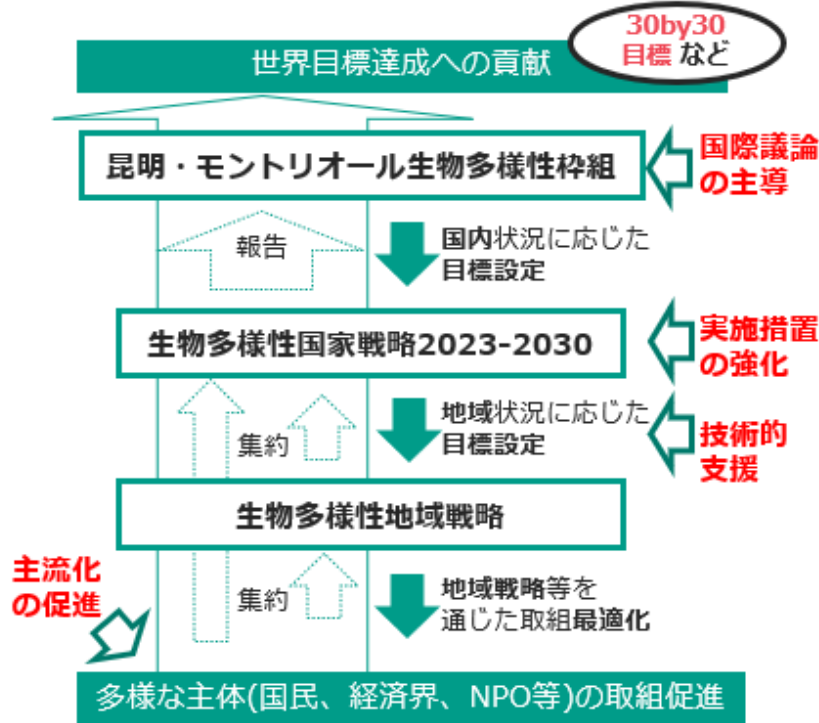 30by30
目標 など
世界目標達成への貢献
昆明・モントリオール生物多様性枠組
国際議論
の主導
報告
国内状況に応じた
目標設定
生物多様性国家戦略2023-2030
実施措置
の強化
集約
地域状況に応じた
目標設定
技術的
支援
生物多様性地域戦略
主流化
の促進
集約
地域戦略等を
通じた取組最適化
多様な主体(国民、経済界、NPO等)の取組促進